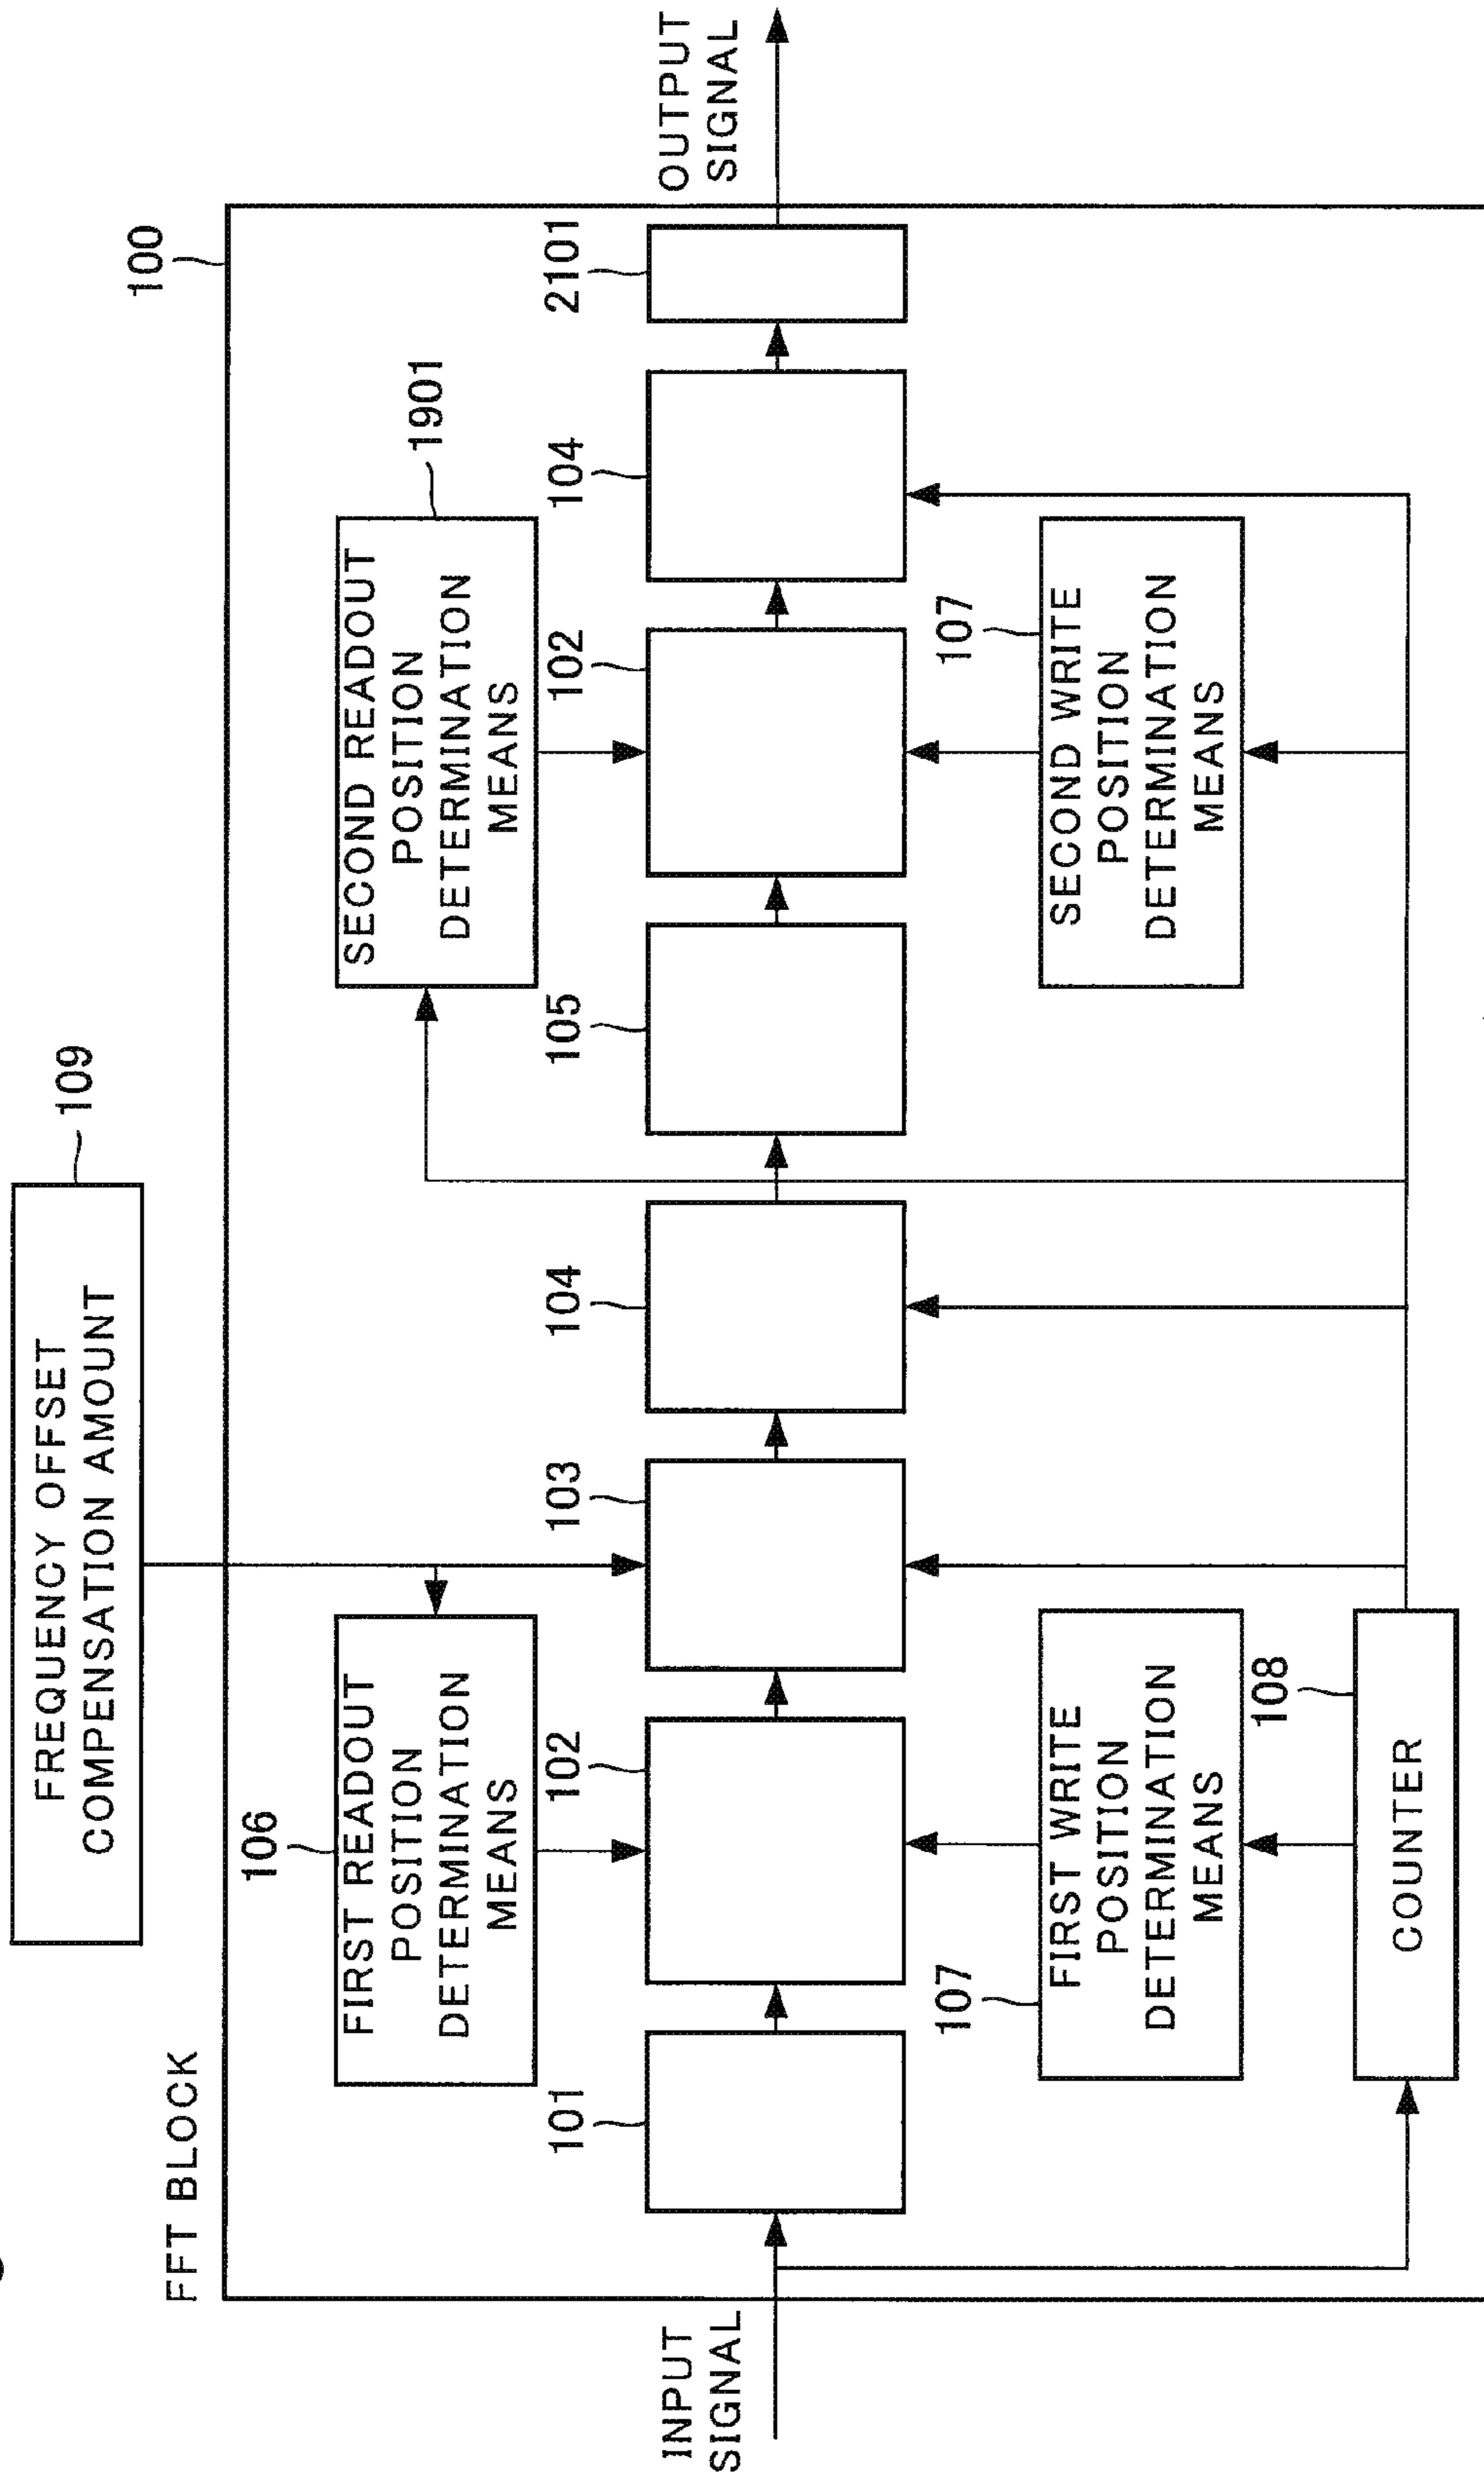 FREQUENCY OFFSET
COMPENSATION AMOUNT
109
FFT BLOCK
100
106
FIRST READOUT
POSITION
DETERMINATION
MEANS
SECOND READOUT
POSITION
DETERMINATION
MEANS
1901
INPUT
SIGNAL
101
102
103
104
105
102
104
2101
OUTPUT
SIGNAL
107
FIRST WRITE
POSITION
DETERMINATION
MEANS
107
SECOND WRITE
POSITION
DETERMINATION
MEANS
108
COUNTER